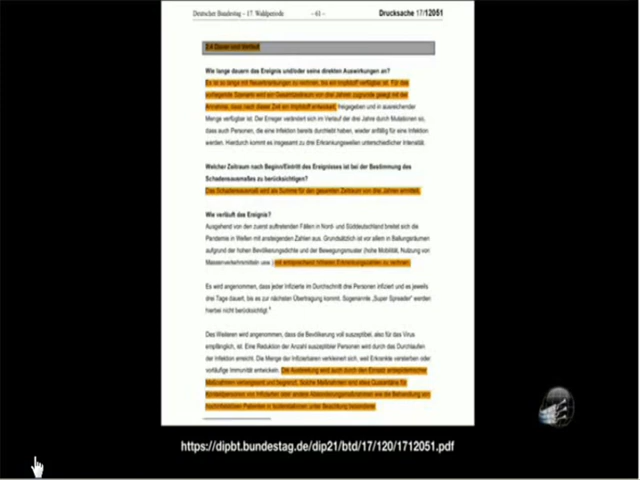 Deutscher Bundestag – 17. Wahlperiode – 61 – Drucksache 17/12051
2.4 Dauer und Verlauf
Wie lange dauern das Ereignis und/oder seine direkten Auswirkungen an?
Es ist so lange mit Neuerkrankungen zu rechnen, bis ein Impfstoff verfügbar ist. Für das
vorliegende Szenario wird ein Gesamtzeitraum von drei Jahren zugrunde gelegt mit der
Annahme, dass nach dieser Zeit ein Impfstoff entwickelt, freigegeben und in ausreichender
Menge verfügbar ist. Der Erreger verändert sich im Verlauf der drei Jahre durch Mutationen so,
dass auch Personen, die eine Infektion bereits durchlebt haben, wieder anfällig für eine Infektion
werden. Hierdurch kommt es insgesamt zu drei Erkrankungswellen unterschiedlicher Intensität.
Welcher Zeitraum nach Beginn/Eintritt des Ereignisses ist bei der Bestimmung des
Schadensausmaßes zu berücksichtigen?
Das Schadensausmaß wird als Summe für den gesamten Zeitraum von drei Jahren ermittelt.
Wie verläuft das Ereignis?
Ausgehend von den zuerst auftretenden Fällen in Nord- und Süddeutschland breitet sich die
Pandemie in Wellen mit ansteigenden Zahlen aus. Grundsätzlich ist vor allem in Ballungsräumen
aufgrund der hohen Bevölkerungsdichte und der Bewegungsmuster (hohe Mobilität, Nutzung von
Massenverkehrsmitteln usw.) mit entsprechend höheren Erkrankungszahlen zu rechnen.
Es wird angenommen, dass jeder Infizierte im Durchschnitt drei Personen infiziert und es jeweils
drei Tage dauert, bis es zur nächsten Übertragung kommt. Sogenannte „Super Spreader" werden
hierbei nicht berücksichtigt.
Des Weiteren wird angenommen, dass die Bevölkerung voll suszeptibel, also für das Virus
empfänglich, ist. Eine Reduktion der Anzahl suszeptibler Personen wird durch das Durchlaufen
der Infektion erreicht. Die Menge der Infizierbaren verkleinert sich, weil Erkrankte versterben oder
vorläufige Immunität entwickeln. Die Ausbreitung wird auch durch den Einsatz antiepidemischer
Maßnahmen verlangsamt und begrenzt. Solche Maßnahmen sind etwa Quarantäne für
Kontaktpersonen von Infizierten oder andere Absonderungsmaßnahmen wie die Behandlung von
hochinfektiösen Patienten in Isolierstationen unter Beachtung besonderer
https://dipbt.bundestag.de/dip21/btd/17/120/1712051.pdf